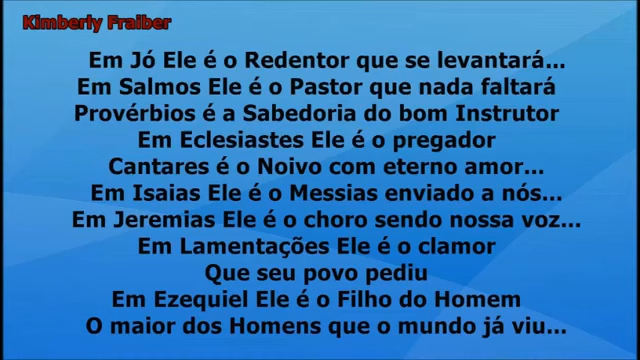 Kimberly Fraiber
Em Jó Ele é o Redentor que se levantará...
Em Salmos Ele é o Pastor que nada faltará
Provérbios é a Sabedoria do bom Instrutor
Em Eclesiastes Ele é o pregador
Cantares é o Noivo com eterno amor...
Em Isaias Ele é o Messias enviado a nós...
Em Jeremias Ele é o choro sendo nossa voz...
Em Lamentações Ele é o clamor
Que seu povo pediu
Em Ezequiel Ele é o Filho do Homem
O maior dos Homens que o mundo já viu...